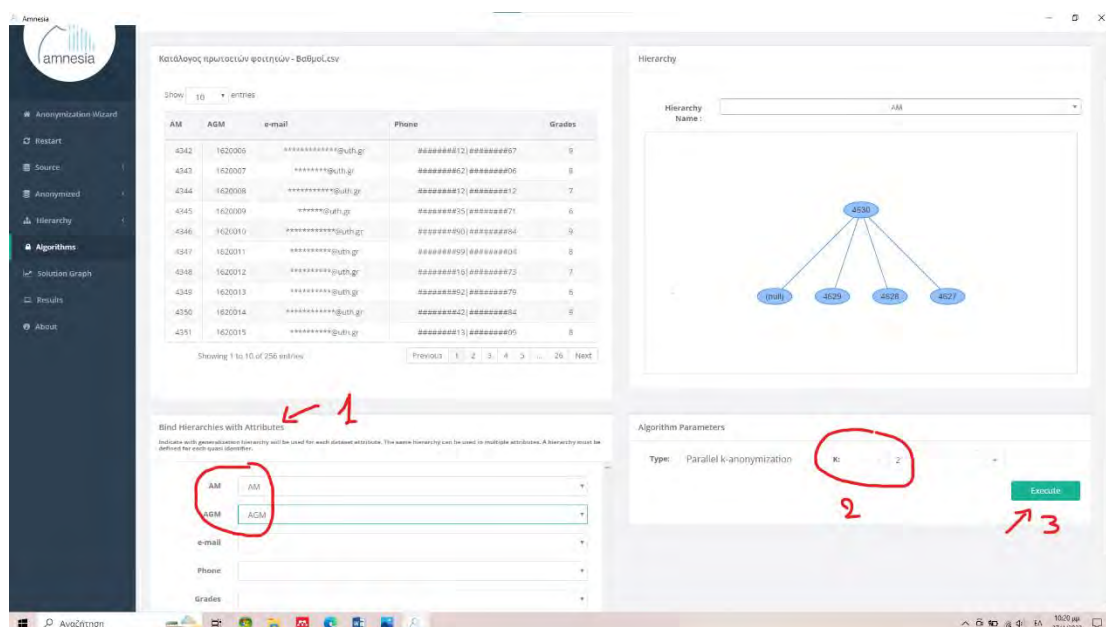 Amnesia
amnesia
Anonymization Wizard
Restart
Source
Anonymized
Hierarchy
Algorithms
Solution Graph
Results
About
Κατάλογος πρωτοετών φοιτητών - Βαθμοί.csv
Show 10 entries
AM AGM e-mail Phone Grades
4342 1620006 *************@uth.gr ########12|########67 9
4343 1620007 ********@uth.gr ########62|########06 8
4344 1620008 ***********@uth.gr ########12|########12 7
4345 1620009 ******@uth.gr ########35|########71 6
4346 1620010 ************@uth.gr ########90|########84 9
4347 1620011 **********@uth.gr ########99|########04 8
4348 1620012 **********@uth.gr ########16|########73 7
4349 1620013 **********@uth.gr ########92|########79 6
4350 1620014 ************@uth.gr ########42|########84 9
4351 1620015 **********@uth.gr ########13|########09 8
Showing 1 to 10 of 256 entries
Previous 1 2 3 4 5 ... 26 Next
Hierarchy
Hierarchy Name :
AM
4630
(null) 4629 4628 4627
1
Bind Hierarchies with Attributes
Indicate with generalization hierarchy will be used for each dataset attribute. The same hierarchy can be used in multiple attributes. A hierarchy must be
defined for each quasi identifier.
AM AM
AGM AGM
e-mail
Phone
Grades
Algorithm Parameters
Type: Parallel k-anonymization K: 2
Execute
2
3
Αναζήτηση
ΕΛ
10:20 μμ